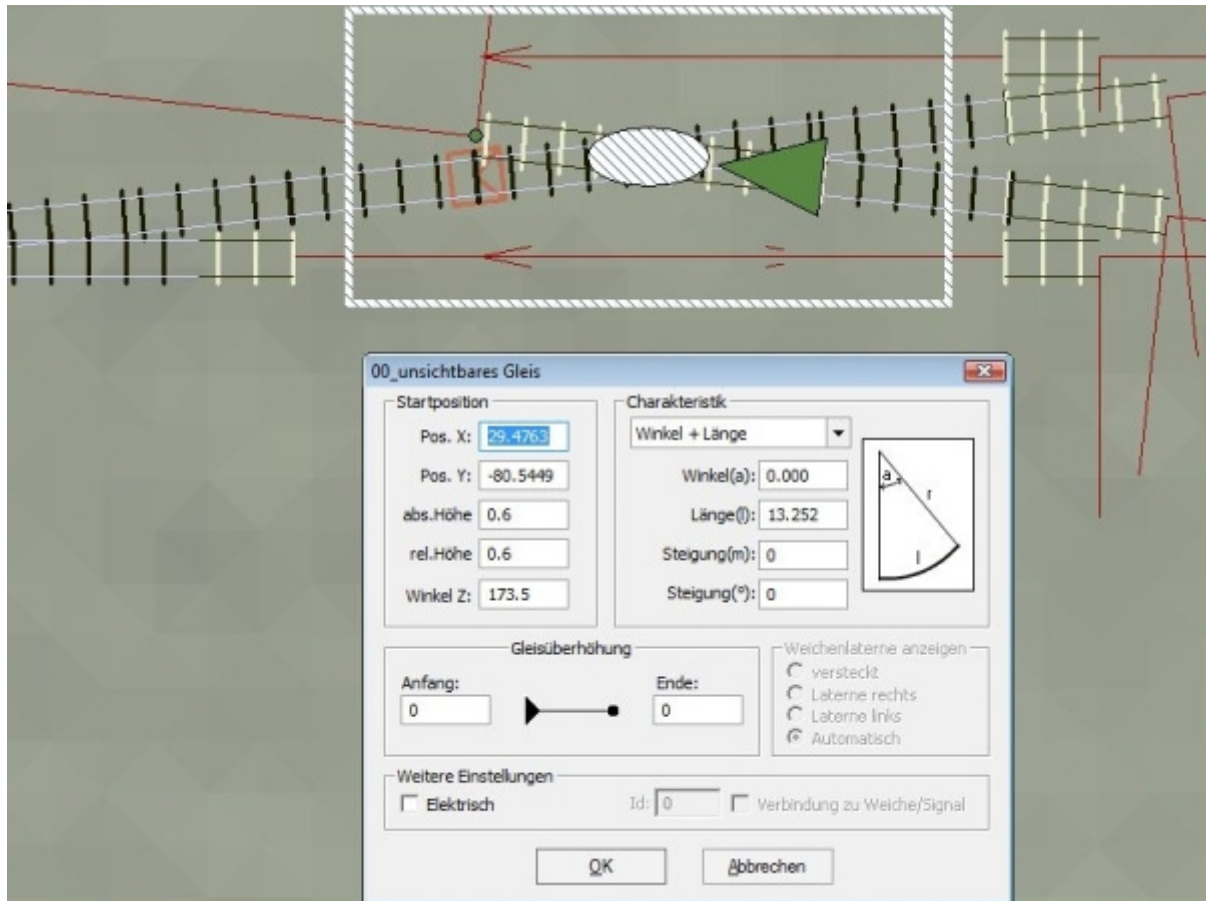 00_unsichtbares Gleis
Startposition
Pos. X: 29.4763
Pos. Y: -80.5449
abs.Höhe 0.6
rel.Höhe 0.6
Winkel Z: 173.5
Charakteristik
Winkel + Länge
Winkel(a): 0.000
Länge(l): 13.252
Steigung(m): 0
Steigung(°): 0
a
r
l
Gleisüberhöhung
Anfang:
0
Ende:
0
Weichenlaterne anzeigen
versteckt
Laterne rechts
Laterne links
Automatisch
Weitere Einstellungen
Elektrisch
Id: 0
Verbindung zu Weiche/Signal
OK
Abbrechen